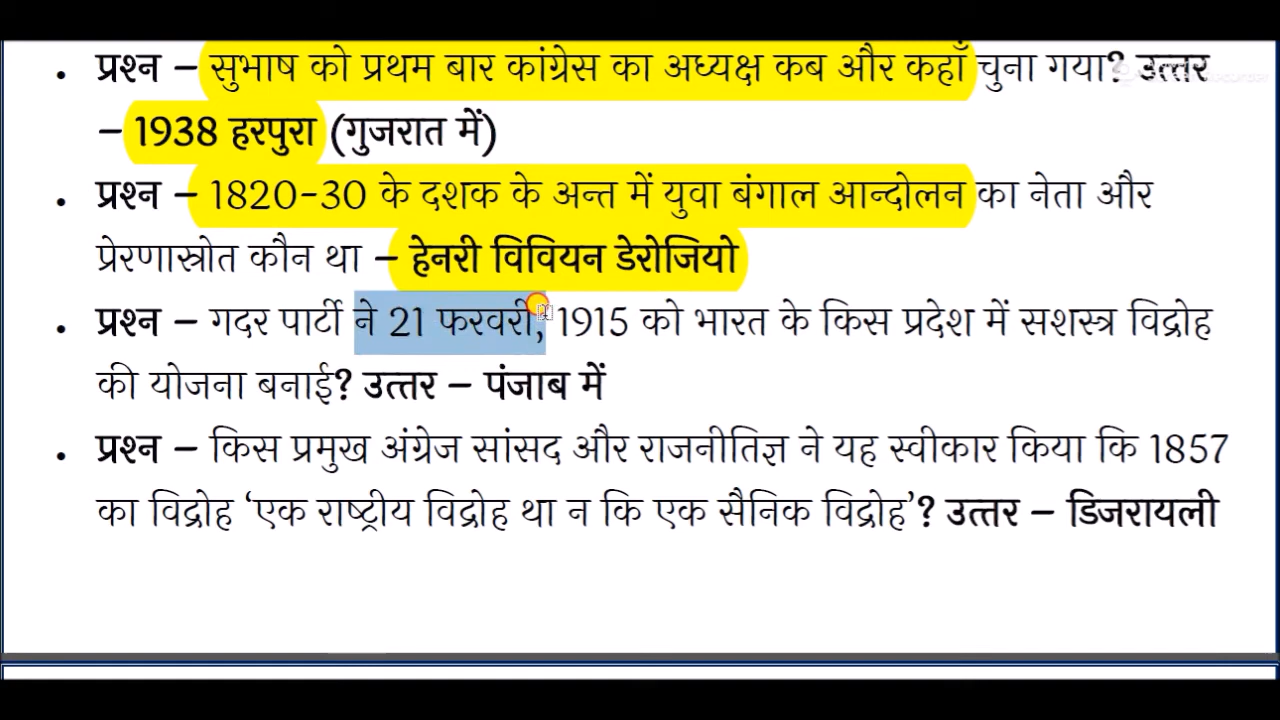 • प्रश्न – सुभाष को प्रथम बार कांग्रेस का अध्यक्ष कब और कहाँ चुना गया? उत्तर
– 1938 हरपुरा (गुजरात में)
• प्रश्न – 1820-30 के दशक के अन्त में युवा बंगाल आन्दोलन का नेता और
प्रेरणास्रोत कौन था – हेनरी विवियन डेरोजियो
• प्रश्न – गदर पार्टी ने 21 फरवरी, 1915 को भारत के किस प्रदेश में सशस्त्र विद्रोह
की योजना बनाई? उत्तर – पंजाब में
• प्रश्न – किस प्रमुख अंग्रेज सांसद और राजनीतिज्ञ ने यह स्वीकार किया कि 1857
का विद्रोह ‘एक राष्ट्रीय विद्रोह था न कि एक सैनिक विद्रोह’? उत्तर – डिजरायली